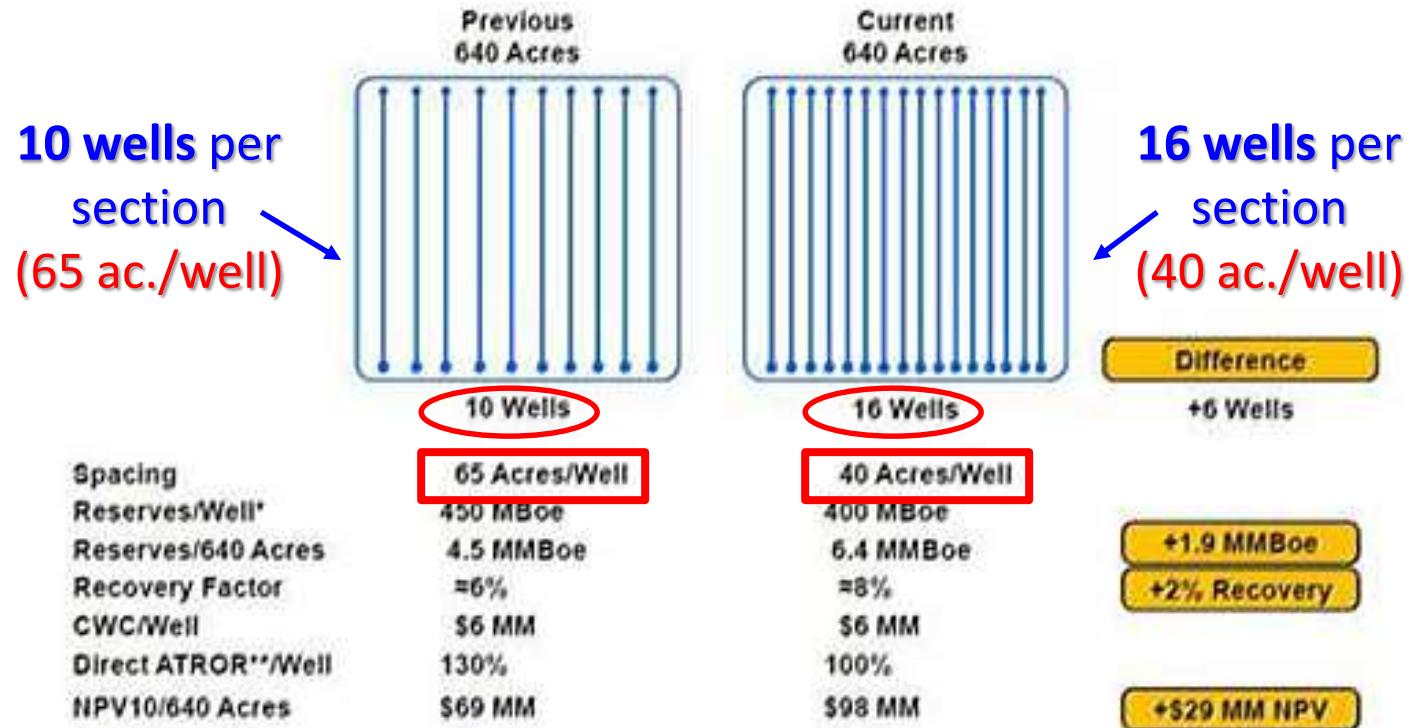 Previous
640 Acres
Current
640 Acres
10 wells per
section
(65 ac./well)
16 wells per
section
(40 ac./well)
Difference
10 Wells
16 Wells
+6 Wells
Spacing 65 Acres/Well 40 Acres/Well
Reserves/Well* 450 MBoe 400 MBoe
Reserves/640 Acres 4.5 MMBoe 6.4 MMBoe +1.9 MMBoe
Recovery Factor ≈6% ≈8% +2% Recovery
CWC/Well $6 MM $6 MM
Direct ATROR**/Well 130% 100%
NPV10/640 Acres $69 MM $98 MM +$29 MM NPV